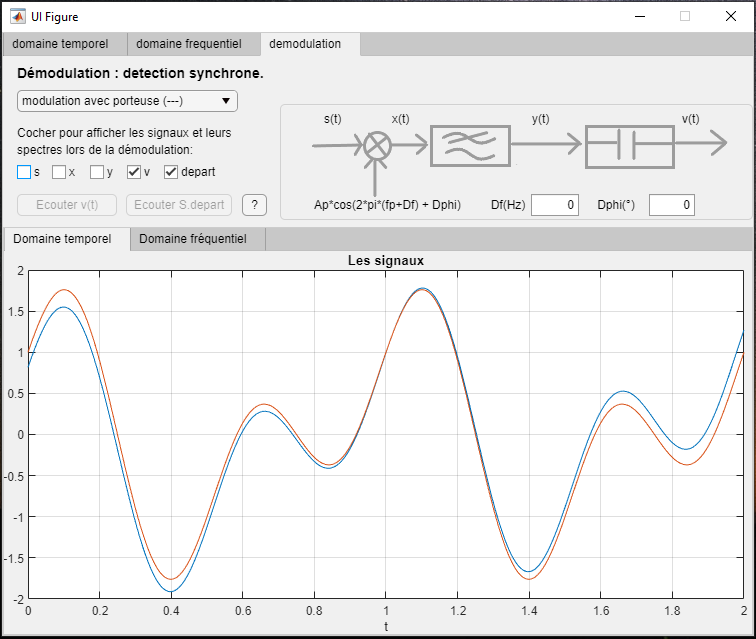 UI Figure
domaine temporel domaine frequentiel demodulation
Démodulation : detection synchrone.
modulation avec porteuse (---)
Cocher pour afficher les signaux et leurs
spectres lors de la démodulation:
s x y v depart
Ecouter v(t) Ecouter S.depart ?
s(t) x(t) y(t) v(t)
Ap*cos(2*pi*(fp+Df) + Dphi) Df(Hz) 0 Dphi(°) 0
Domaine temporel Domaine fréquentiel
Les signaux
2
1.5
1
0.5
0
-0.5
-1
-1.5
-2
0 0.2 0.4 0.6 0.8 1 1.2 1.4 1.6 1.8 2
t